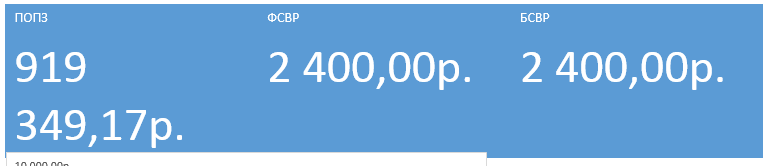 ПОПЗ ФСВР БСВР
919 2 400,00р. 2 400,00р.
349,17р.